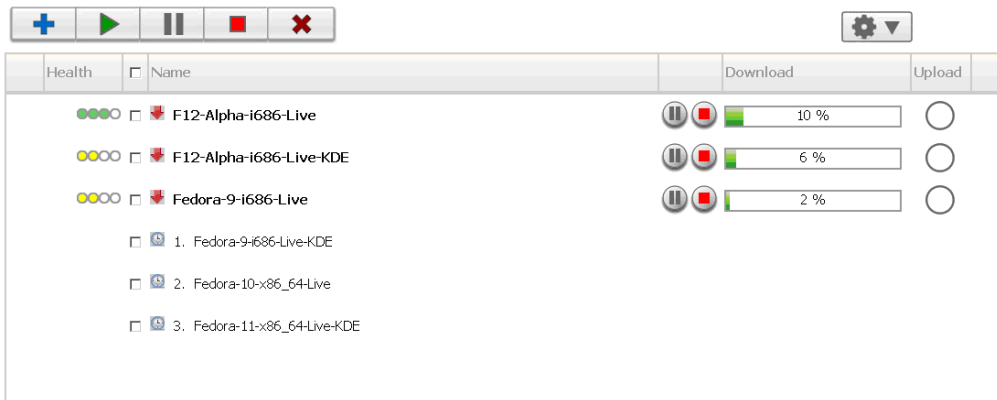 Health Name Download Upload
F12-Alpha-i686-Live 10 %
F12-Alpha-i686-Live-KDE 6 %
Fedora-9-i686-Live 2 %
1. Fedora-9-i686-Live-KDE
2. Fedora-10-x86_64-Live
3. Fedora-11-x86_64-Live-KDE